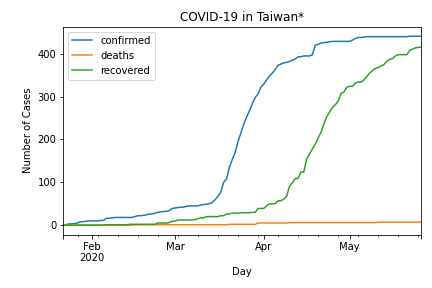 COVID-19 in Taiwan*
confirmed
deaths
recovered
Number of Cases
400
300
200
100
0
Feb
2020
Mar
Apr
May
Day